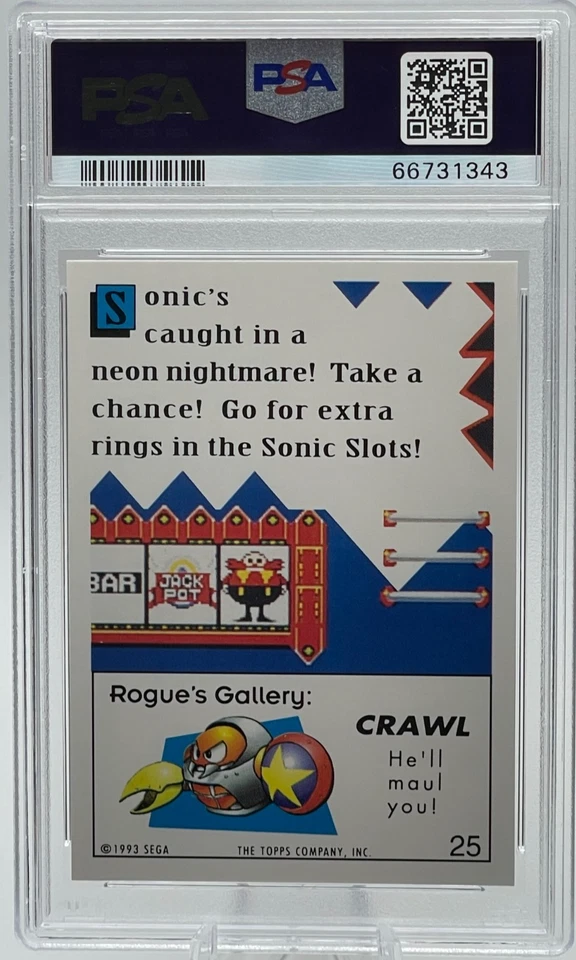 PSA
PSA
66731343
Sonic's
caught in a
neon nightmare! Take a
chance! Go for extra
rings in the Sonic Slots!
BAR
JACK
POT
Rogue's Gallery:
CRAWL
He'll
maul
you!
©1993 SEGA THE TOPPS COMPANY, INC. 25